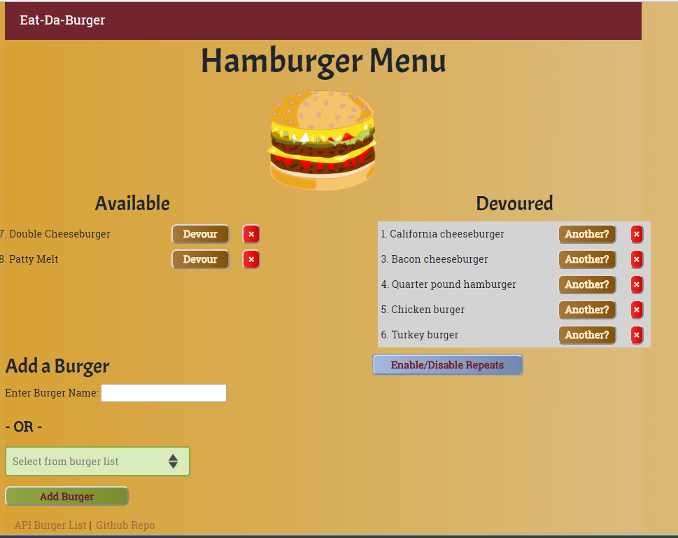 Eat-Da-Burger
Hamburger Menu
Available
7. Double Cheeseburger Devour ×
8. Patty Melt Devour ×
Devoured
1. California cheeseburger Another? ×
3. Bacon cheeseburger Another? ×
4. Quarter pound hamburger Another? ×
5. Chicken burger Another? ×
6. Turkey burger Another? ×
Enable/Disable Repeats
Add a Burger
Enter Burger Name:
- OR -
Select from burger list
Add Burger
API Burger List | Github Repo